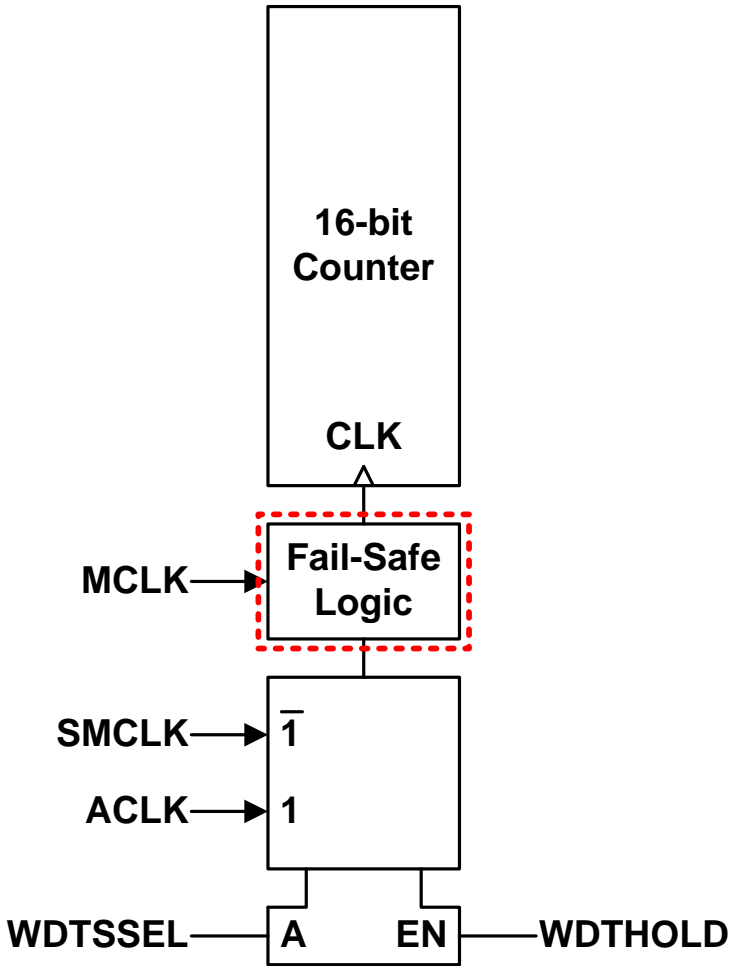 16-bit
Counter
CLK
MCLK
Fail-Safe
Logic
SMCLK
1̅
ACLK
1
WDTSSEL
A
EN
WDTHOLD